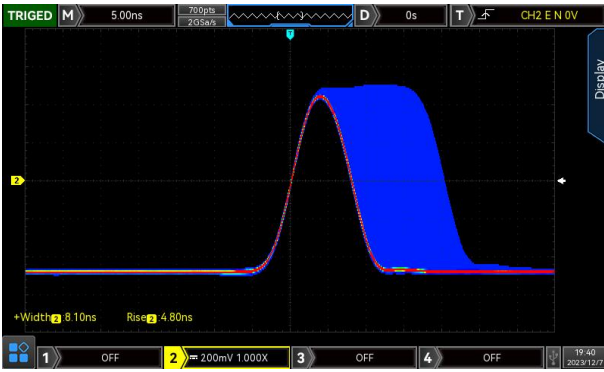 TRIGED M 5.00ns 700pts 2GSa/s D 0s T CH2 E N 0V
T
Display
2
+Width 2 :8.10ns Rise 2 :4.80ns
1 OFF 2 200mV 1.000X 3 OFF 4 OFF 19:40
2023/12/7